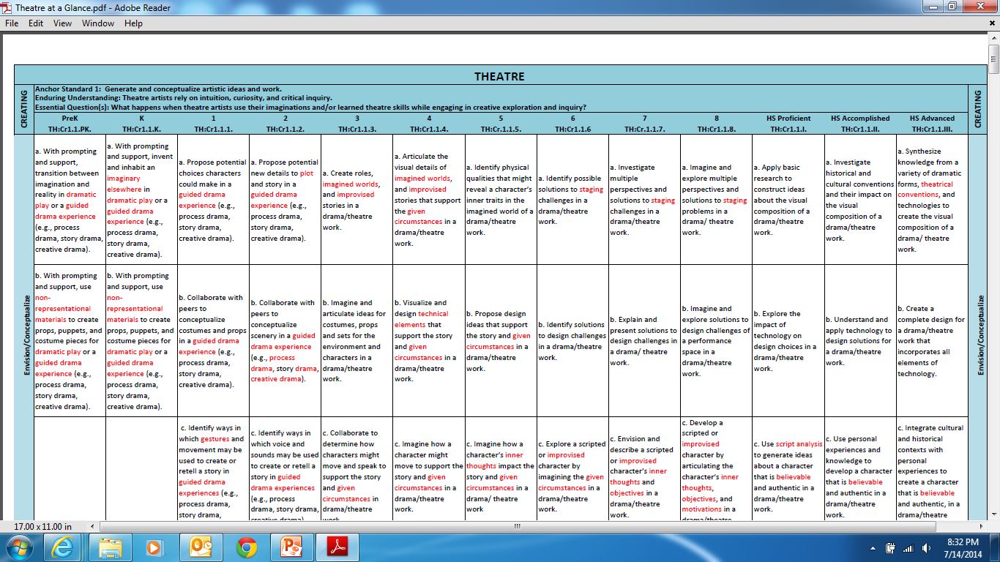 Theatre at a Glance.pdf - Adobe Reader
File Edit View Window Help
THEATRE
CREATING
Anchor Standard 1: Generate and conceptualize artistic ideas and work.
Enduring Understanding: Theatre artists rely on intuition, curiosity, and critical inquiry.
Essential Question(s): What happens when theatre artists use their imaginations and/or learned theatre skills while engaging in creative exploration and inquiry?
CREATING
PreK
TH:Cr1.1.PK.
K
TH:Cr1.1.K.
1
TH:Cr1.1.1.
2
TH:Cr1.1.2.
3
TH:Cr.1.1.3.
4
TH:Cr.1.1.4.
5
TH:Cr.1.1.5.
6
TH:Cr.1.1.6
7
TH:Cr.1.1.7.
8
TH:Cr.1.1.8.
HS Proficient
TH:Cr1.1.I.
HS Accomplished
TH:Cr1.1.II.
HS Advanced
TH:Cr1.1.III.
Envision/Conceptualize
a. With prompting
and support,
transition between
imagination and
reality in dramatic
play or a guided
drama experience
(e.g., process
drama, story drama,
creative drama).
a. With prompting
and support, invent
and inhabit an
imaginary
elsewhere in
dramatic play or a
guided drama
experience (e.g.,
process drama,
story drama,
creative drama).
a. Propose potential
choices characters
could make in a
guided drama
experience (e.g.,
process drama,
story drama,
creative drama).
a. Propose potential
new details to plot
and story in a
guided drama
experience (e.g.,
process drama,
story drama,
creative drama).
a. Create roles,
imagined worlds,
and improvised
stories in a
drama/theatre
work.
a. Articulate the
visual details of
imagined worlds,
and improvised
stories that support
the given
circumstances in a
drama/theatre
work.
a. Identify physical
qualities that might
reveal a character's
inner traits in the
imagined world of a
drama/theatre
work.
a. Identify possible
solutions to staging
challenges in a
drama/theatre
work.
a. Investigate
multiple
perspectives and
solutions to staging
challenges in a
drama/theatre
work.
a. Imagine and
explore multiple
perspectives and
solutions to staging
problems in a
drama/ theatre
work.
a. Apply basic
research to
construct ideas
about the visual
composition of a
drama/theatre
work.
a. Investigate
historical and
cultural conventions
and their impact on
the visual
composition of a
drama/theatre
work.
a. Synthesize
knowledge from a
variety of dramatic
forms, theatrical
conventions, and
technologies to
create the visual
composition of a
drama/ theatre
work.
Envision/Conceptualize
b. With prompting
and support, use
non-
representational
materials to create
props, puppets, and
costume pieces for
dramatic play or a
guided drama
experience (e.g.,
process drama,
story drama,
creative drama).
b. With prompting
and support, use
non-
representational
materials to create
props, puppets, and
costume pieces for
dramatic play or a
guided drama
experience (e.g.,
process drama,
story drama,
creative drama).
b. Collaborate with
peers to
conceptualize
costumes and props
in a guided drama
experience (e.g.,
process drama,
story drama,
creative drama).
b. Collaborate with
peers to
conceptualize
scenery in a guided
drama experience
(e.g., process
drama, story drama,
creative drama).
b. Imagine and
articulate ideas for
costumes, props
and sets for the
environment and
characters in a
drama/theatre
work.
b. Visualize and
design technical
elements that
support the story
and given
circumstances in a
drama/theatre
work.
b. Propose design
ideas that support
the story and given
circumstances in a
drama/theatre
work.
b. Identify solutions
to design challenges
in a drama/theatre
work.
b. Explain and
present solutions to
design challenges in
a drama/ theatre
work.
b. Imagine and
explore solutions to
design challenges of
a performance
space in a
drama/theatre
work.
b. Explore the
impact of
technology on
design choices in a
drama/theatre
work.
b. Understand and
apply technology to
design solutions for
a drama/theatre
work.
b. Create a
complete design for
a drama/theatre
work that
incorporates all
elements of
technology.
c. Identify ways in
which gestures and
movement may be
used to create or
retell a story in
guided drama
experiences (e.g.,
process drama,
story drama,
c. Identify ways in
which voice and
sounds may be used
to create or retell a
story in guided
drama experiences
(e.g., process
drama, story drama,
creative drama)
c. Collaborate to
determine how
characters might
move and speak to
support the story
and given
circumstances in
drama/theatre
work
c. Imagine how a
character might
move to support the
story and given
circumstances in a
drama/theatre
work.
c. Imagine how a
character's inner
thoughts impact the
story and given
circumstances in a
drama/ theatre
work
c. Explore a scripted
or improvised
character by
imagining the given
circumstances in a
drama/theatre
work.
c. Envision and
describe a scripted
or improvised
character's inner
thoughts and
objectives in a
drama/theatre
work.
c. Develop a
scripted or
improvised
character by
articulating the
character's inner
thoughts,
objectives, and
motivations in a
drama/theatre
c. Use script analysis
to generate ideas
about a character
that is believable
and authentic in a
drama/theatre
work.
c. Use personal
experiences and
knowledge to
develop a character
that is believable
and authentic in a
drama/theatre
work.
c. Integrate cultural
and historical
contexts with
personal
experiences to
create a character
that is believable
and authentic, in a
drama/theatre
17.00 x 11.00 in
8:32 PM
7/14/2014